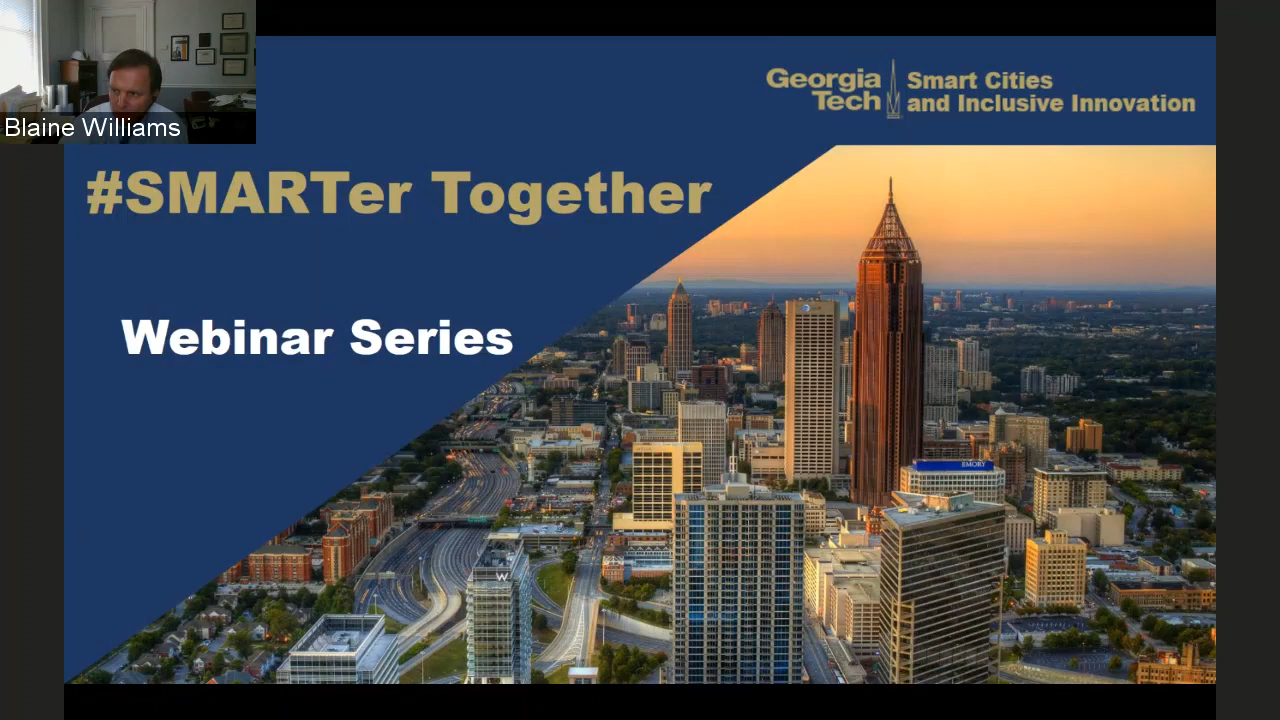 Blaine Williams
Georgia Tech
Smart Cities
and Inclusive Innovation
#SMARTer Together
Webinar Series
EMORY
W